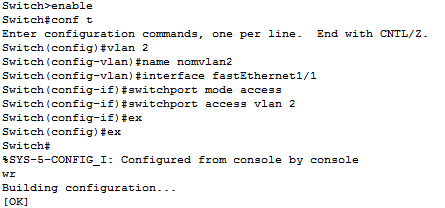 Switch>enable
Switch#conf t
Enter configuration commands, one per line.  End with CNTL/Z.
Switch(config)#vlan 2
Switch(config-vlan)#name nomvlan2
Switch(config-vlan)#interface fastEthernet1/1
Switch(config-if)#switchport mode access
Switch(config-if)#switchport access vlan 2
Switch(config-if)#ex
Switch(config)#ex
Switch#
%SYS-5-CONFIG_I: Configured from console by console
wr
Building configuration...
[OK]